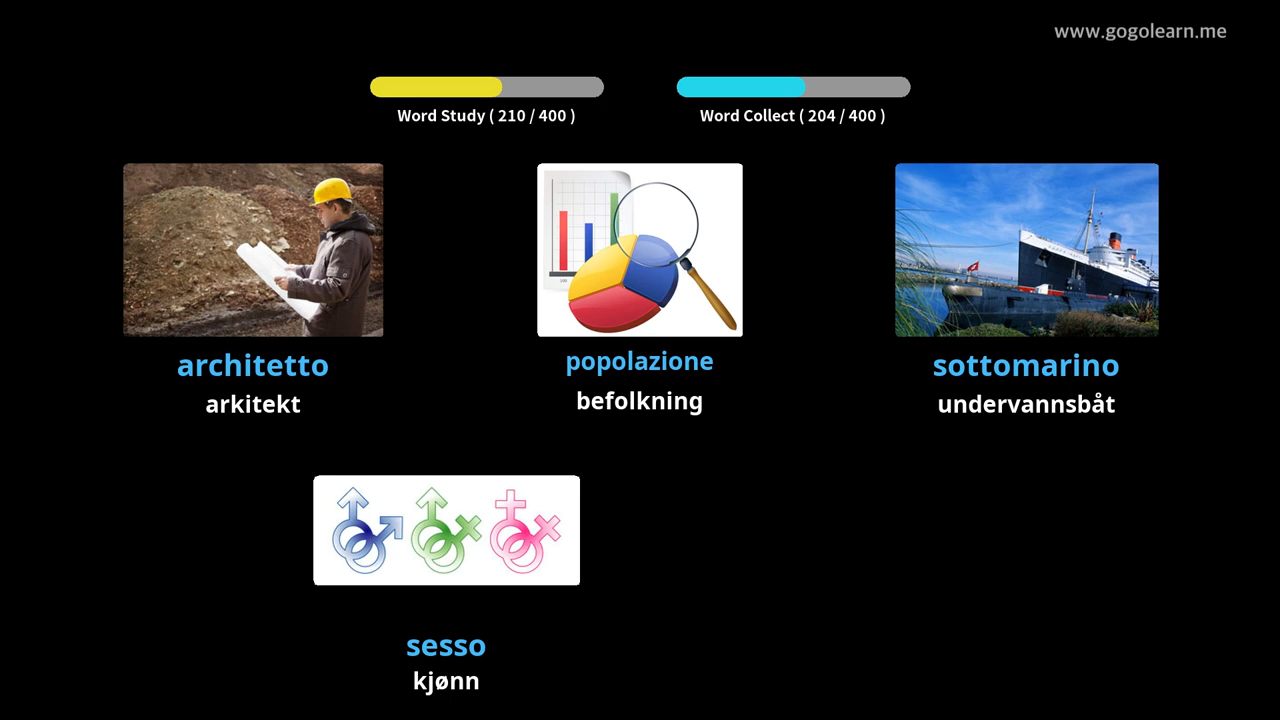 www.gogolearn.me
Word Study ( 210 / 400 )
Word Collect ( 204 / 400 )
architetto
arkitekt
popolazione
befolkning
sottomarino
undervannsbåt
sesso
kjønn